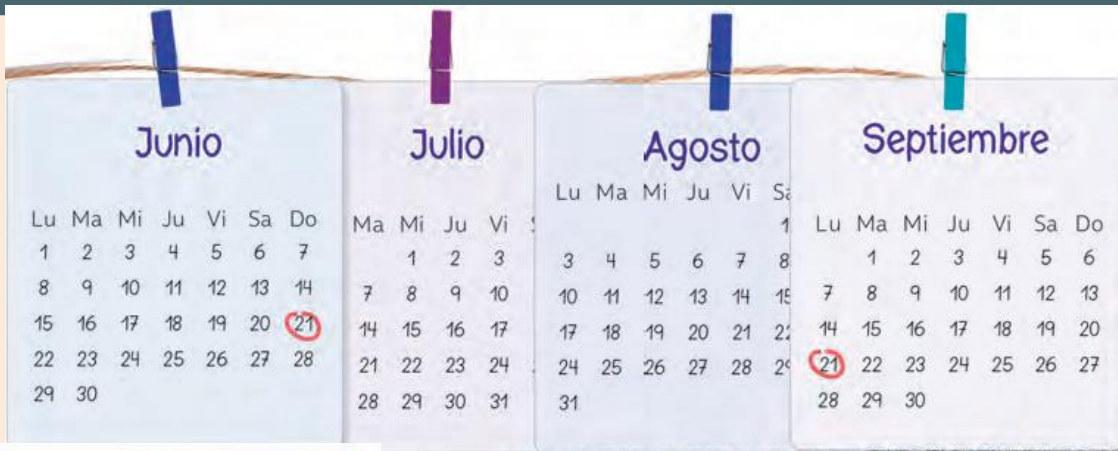 Junio
Lu Ma Mi Ju Vi Sa Do
1 2 3 4 5 6 7
8 9 10 11 12 13 14
15 16 17 18 19 20 21
22 23 24 25 26 27 28
29 30
Julio
Ma Mi Ju Vi
1 2 3
7 8 9 10
14 15 16 17
21 22 23 24
28 29 30 31
Agosto
Lu Ma Mi Ju Vi Sa
1
3 4 5 6 7 8
10 11 12 13 14 15
17 18 19 20 21 22
24 25 26 27 28 29
31
Septiembre
Lu Ma Mi Ju Vi Sa Do
1 2 3 4 5 6
7 8 9 10 11 12 13
14 15 16 17 18 19 20
21 22 23 24 25 26 27
28 29 30